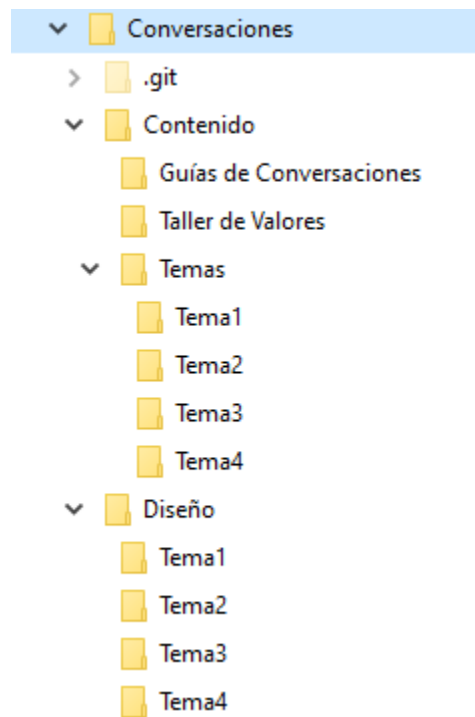 Conversaciones
.git
Contenido
Guías de Conversaciones
Taller de Valores
Temas
Tema1
Tema2
Tema3
Tema4
Diseño
Tema1
Tema2
Tema3
Tema4